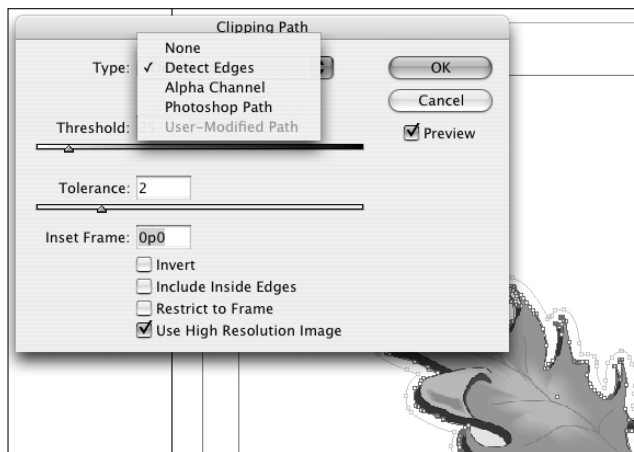 Clipping Path
Type:
None
✓ Detect Edges
Alpha Channel
Photoshop Path
User-Modified Path
OK
Cancel
Preview
Threshold:
Tolerance: 2
Inset Frame: 0p0
Invert
Include Inside Edges
Restrict to Frame
Use High Resolution Image